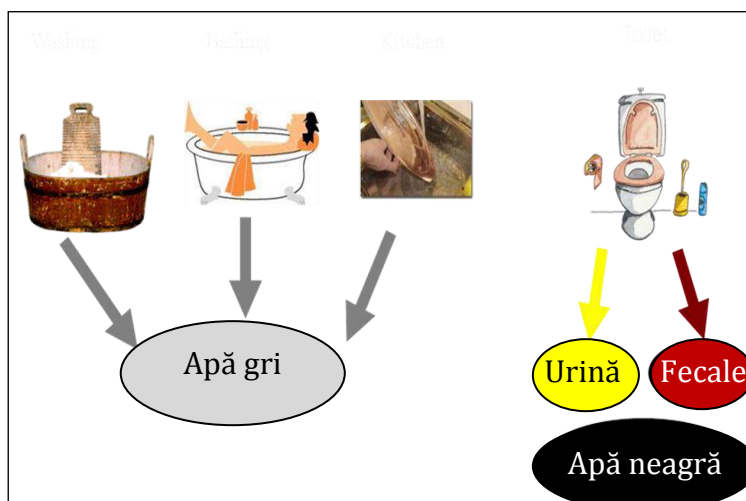 Washing
Bathing
Kitchen
Toilet
Apă gri
Urină
Fecale
Apă neagră